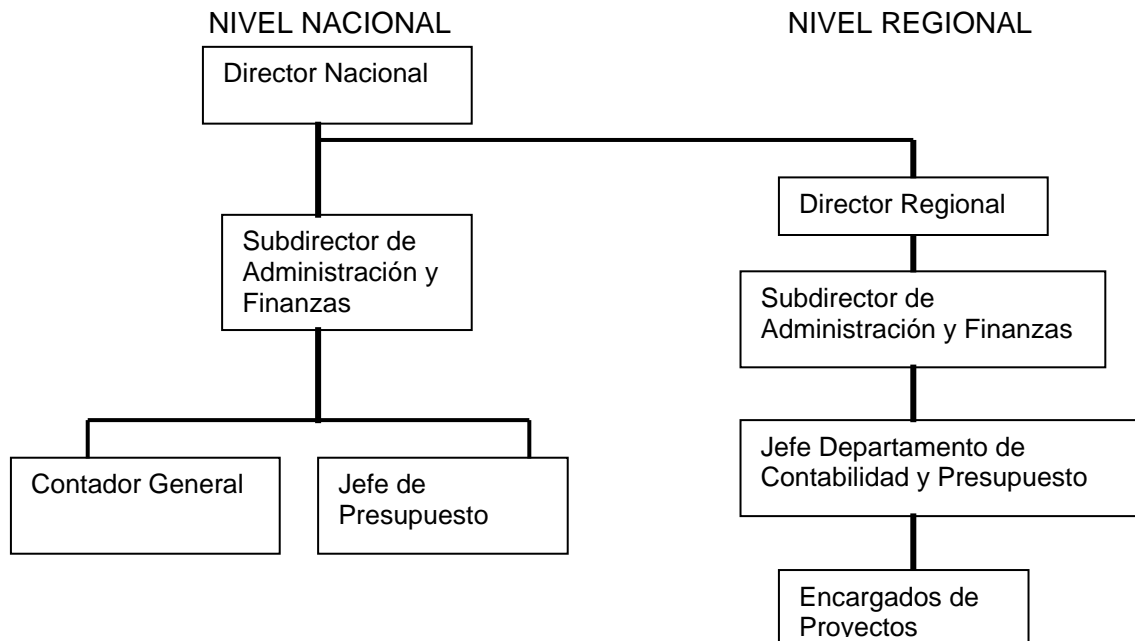 NIVEL NACIONAL
NIVEL REGIONAL
Director Nacional
Director Regional
Subdirector de
Administración y
Finanzas
Subdirector de
Administración y Finanzas
Contador General
Jefe de
Presupuesto
Jefe Departamento de
Contabilidad y Presupuesto
Encargados de
Proyectos